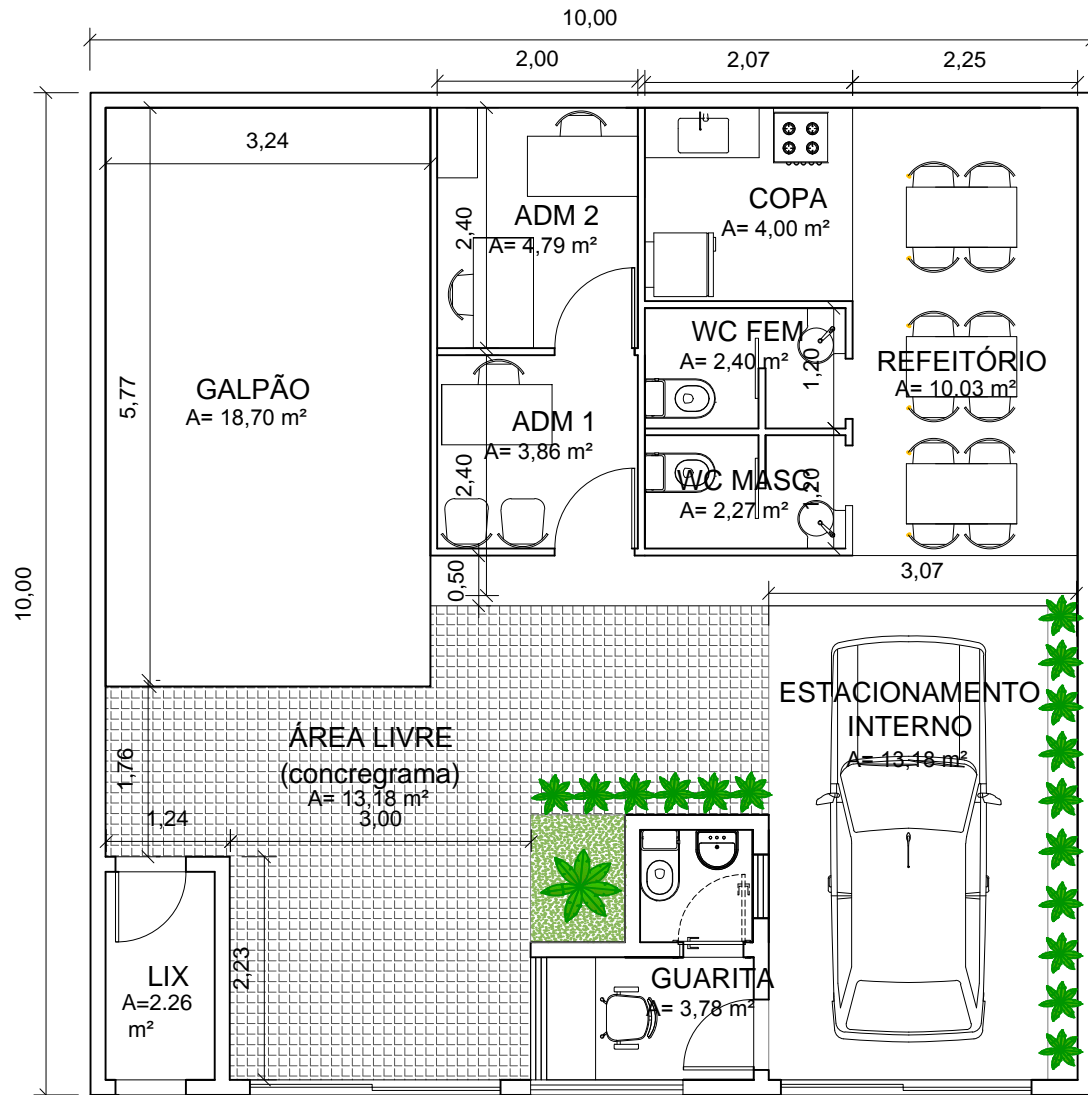 10,00
2,00
2,07
2,25
3,24
2,40
ADM 2
A= 4,79 m²
COPA
A= 4,00 m²
WC FEM
A= 2,40 m²
1,20
REFEITÓRIO
A= 10.03 m²
5,77
GALPÃO
A= 18,70 m²
ADM 1
A= 3,86 m²
2,40
WC MASC
A= 2,27 m²
1,20
10,00
0,50
3,07
ESTACIONAMENTO
INTERNO
A= 13,18 m²
ÁREA LIVRE
(concregrama)
A= 13,18 m²
1,76
1,24
3,00
2,23
LIX
A=2.26
m²
GUARITA
A= 3,78 m²